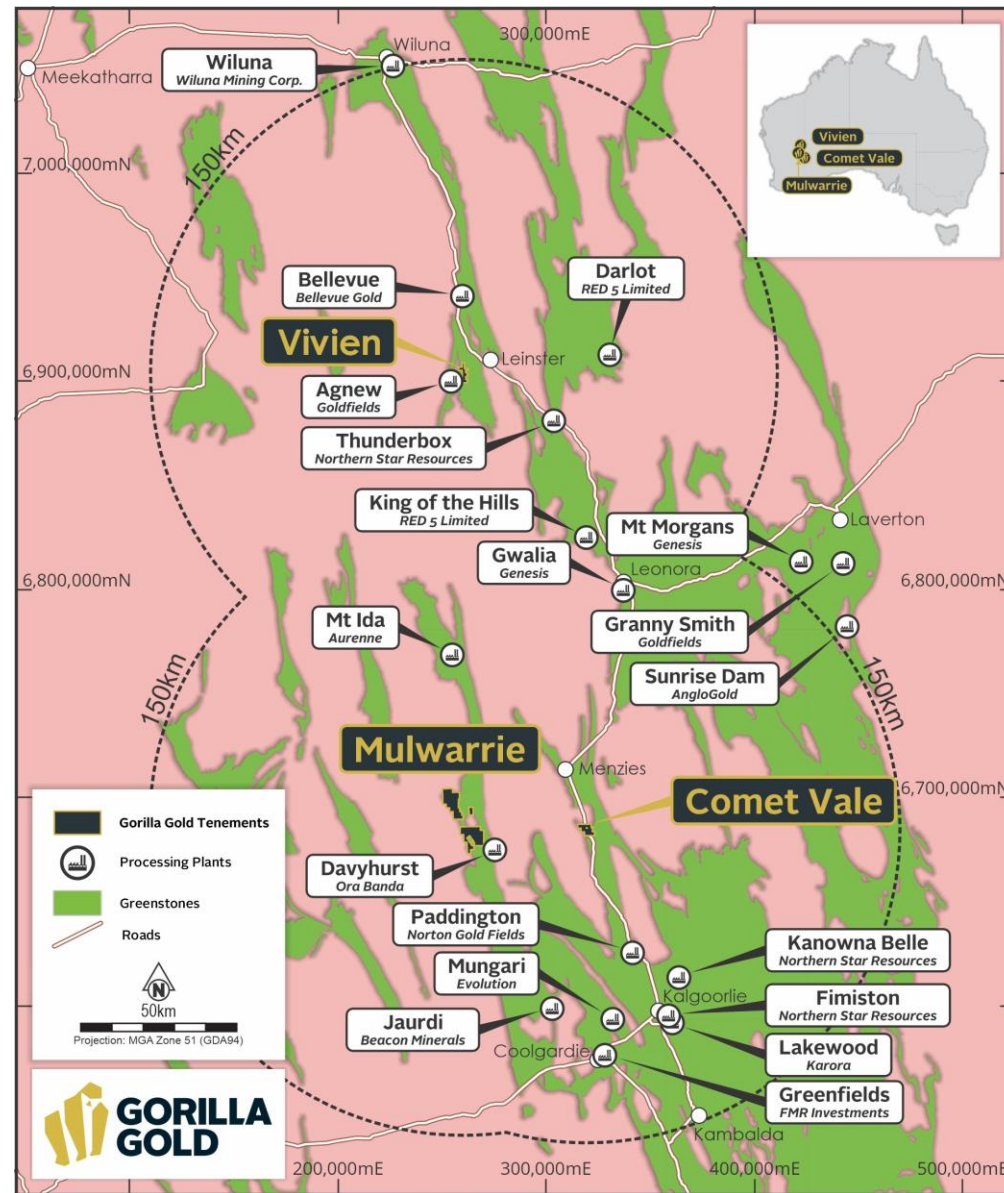 300,000mE
Wiluna
Wiluna
Wiluna Mining Corp.
Meekatharra
Vivien
Comet Vale
Mulwarrie
150km
7,000,000mN
Bellevue
Bellevue Gold
Darlot
RED 5 Limited
Vivien
Leinster
6,900,000mN
Agnew
Goldfields
Thunderbox
Northern Star Resources
King of the Hills
RED 5 Limited
Mt Morgans
Genesis
Laverton
Gwalia
Genesis
Leonora
6,800,000mN
6,800,000mN
Mt Ida
Aurenne
Granny Smith
Goldfields
Sunrise Dam
AngloGold
150km
150km
Mulwarrie
Menzies
Comet Vale
6,700,000mN
Gorilla Gold Tenements
Processing Plants
Greenstones
Roads
N
50km
Projection: MGA Zone 51 (GDA94)
Davyhurst
Ora Banda
Paddington
Norton Gold Fields
Kanowna Belle
Northern Star Resources
Mungari
Evolution
Kalgoorlie
Fimiston
Northern Star Resources
Jaurdi
Beacon Minerals
Coolgardie
Lakewood
Karora
Greenfields
FMR Investments
Kambalda
GORILLA
GOLD
200,000mE
300,000mE
400,000mE
500,000mE